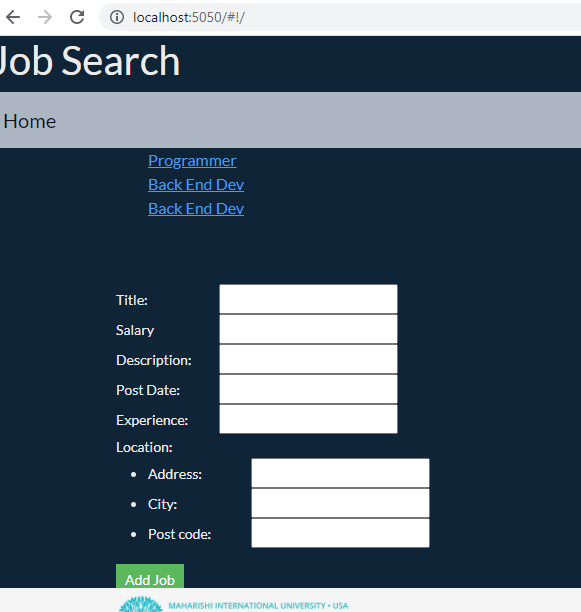 localhost:5050/#!/
Job Search
Home
Programmer
Back End Dev
Back End Dev
Title:
Salary
Description:
Post Date:
Experience:
Location:
Address:
City:
Post code:
Add Job
MAHARISHI INTERNATIONAL UNIVERSITY • USA